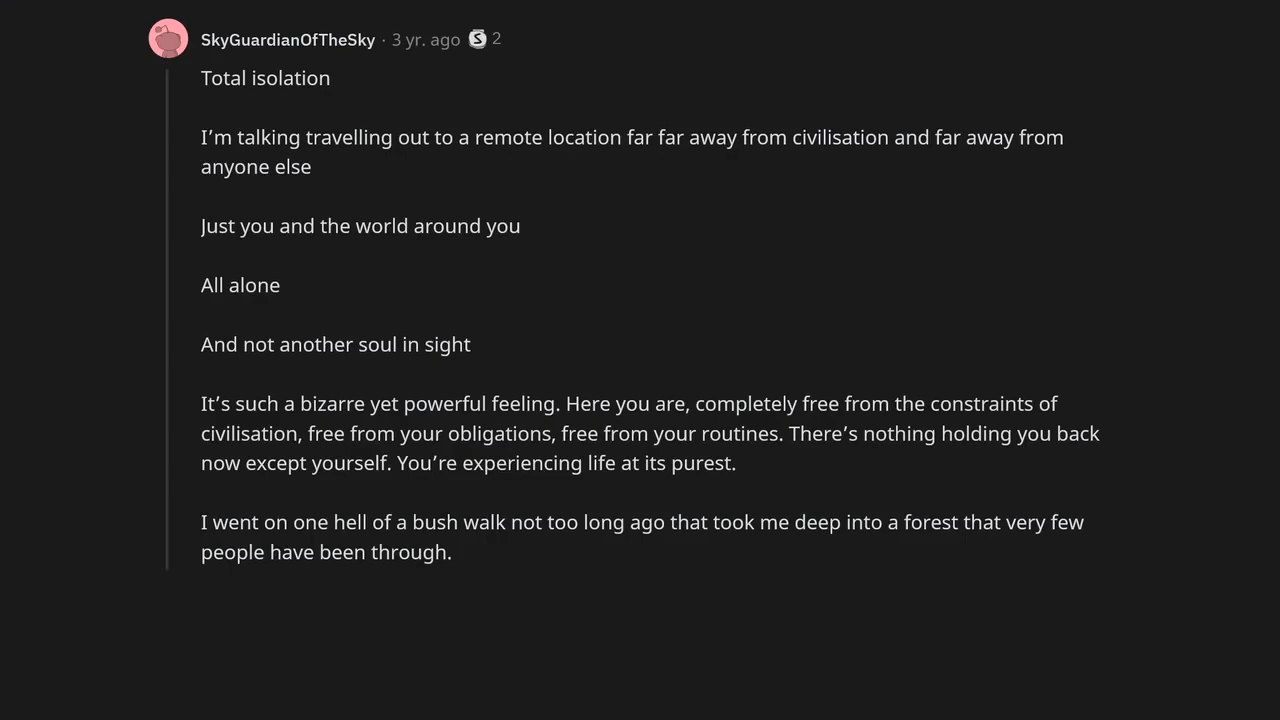 SkyGuardianOfTheSky · 3 yr. ago 2
Total isolation
I’m talking travelling out to a remote location far far away from civilisation and far away from
anyone else
Just you and the world around you
All alone
And not another soul in sight
It’s such a bizarre yet powerful feeling. Here you are, completely free from the constraints of
civilisation, free from your obligations, free from your routines. There’s nothing holding you back
now except yourself. You’re experiencing life at its purest.
I went on one hell of a bush walk not too long ago that took me deep into a forest that very few
people have been through.